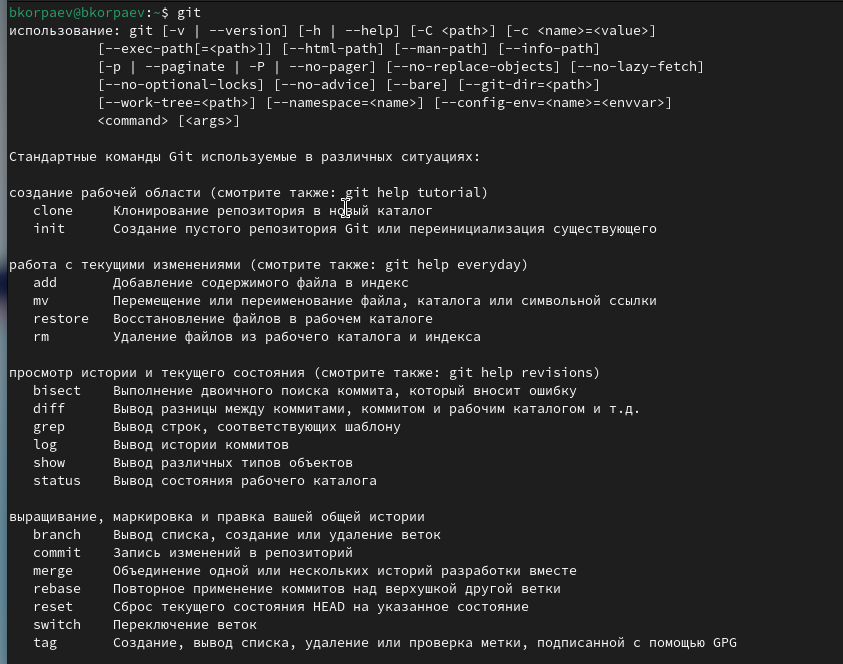 bkorpaev@bkorpaev:~$ git
использование: git [-v | --version] [-h | --help] [-C <path>] [-c <name>=<value>]
           [--exec-path[=<path>]] [--html-path] [--man-path] [--info-path]
           [-p | --paginate | -P | --no-pager] [--no-replace-objects] [--no-lazy-fetch]
           [--no-optional-locks] [--no-advice] [--bare] [--git-dir=<path>]
           [--work-tree=<path>] [--namespace=<name>] [--config-env=<name>=<envvar>]
           <command> [<args>]

Стандартные команды Git используемые в различных ситуациях:

создание рабочей области (смотрите также: git help tutorial)
   clone     Клонирование репозитория в новый каталог
   init      Создание пустого репозитория Git или переинициализация существующего

работа с текущими изменениями (смотрите также: git help everyday)
   add       Добавление содержимого файла в индекс
   mv        Перемещение или переименование файла, каталога или символьной ссылки
   restore   Восстановление файлов в рабочем каталоге
   rm        Удаление файлов из рабочего каталога и индекса

просмотр истории и текущего состояния (смотрите также: git help revisions)
   bisect    Выполнение двоичного поиска коммита, который вносит ошибку
   diff      Вывод разницы между коммитами, коммитом и рабочим каталогом и т.д.
   grep      Вывод строк, соответствующих шаблону
   log       Вывод истории коммитов
   show      Вывод различных типов объектов
   status    Вывод состояния рабочего каталога

выращивание, маркировка и правка вашей общей истории
   branch    Вывод списка, создание или удаление веток
   commit    Запись изменений в репозиторий
   merge     Объединение одной или нескольких историй разработки вместе
   rebase    Повторное применение коммитов над верхушкой другой ветки
   reset     Сброс текущего состояния HEAD на указанное состояние
   switch    Переключение веток
   tag       Создание, вывод списка, удаление или проверка метки, подписанной с помощью GPG